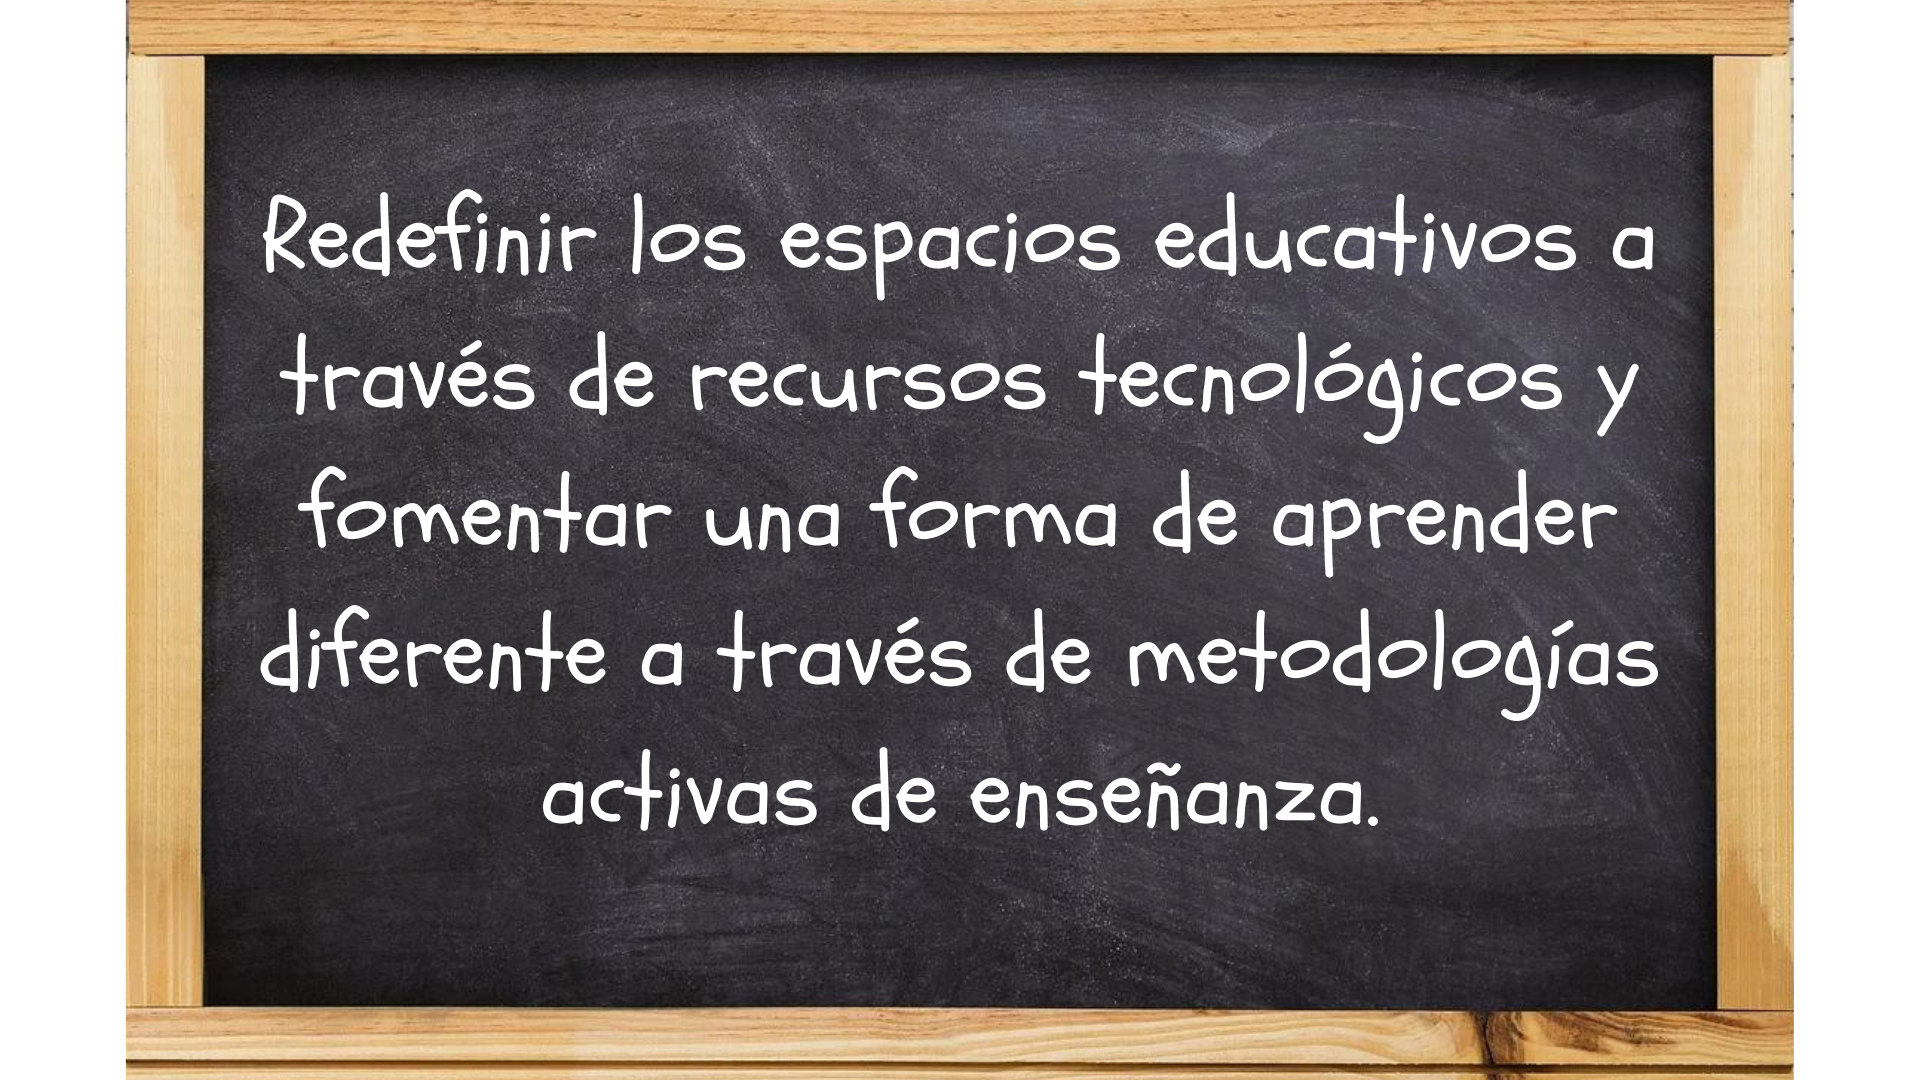 Redefinir los espacios educativos a
través de recursos tecnológicos y
fomentar una forma de aprender
diferente a través de metodologías
activas de enseñanza.